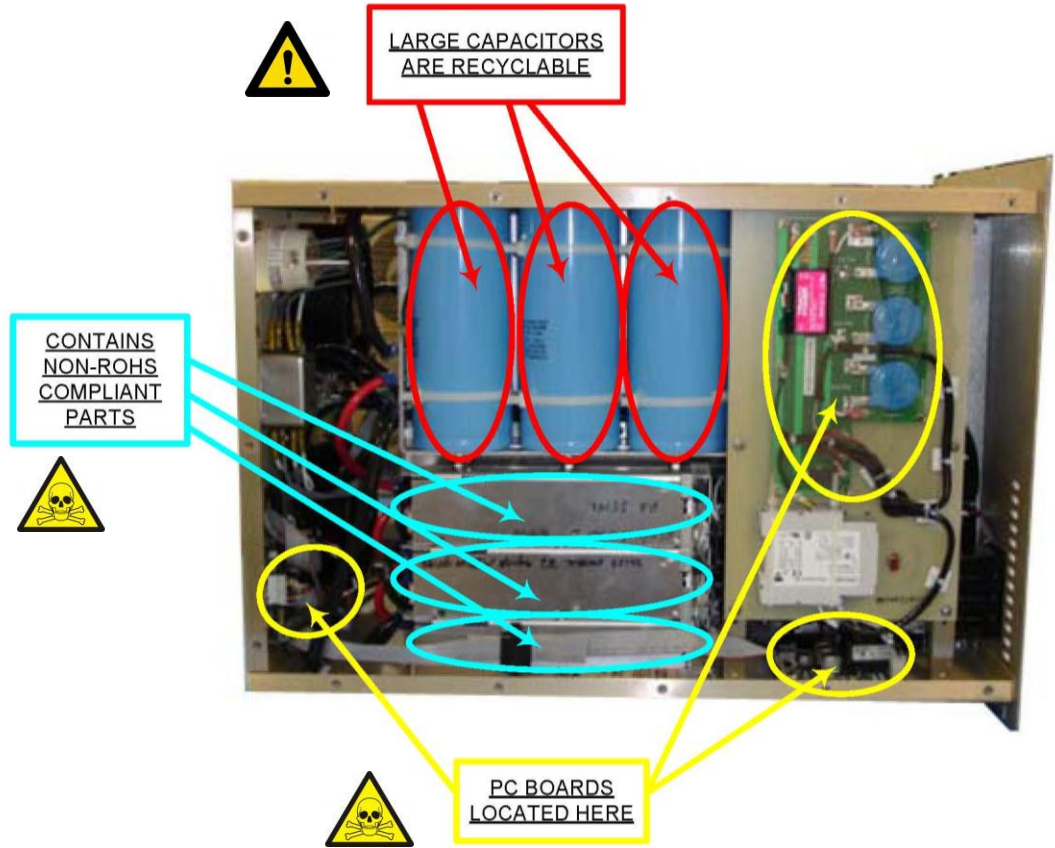 LARGE CAPACITORS
ARE RECYCLABLE
CONTAINS
NON-ROHS
COMPLIANT
PARTS
PC BOARDS
LOCATED HERE